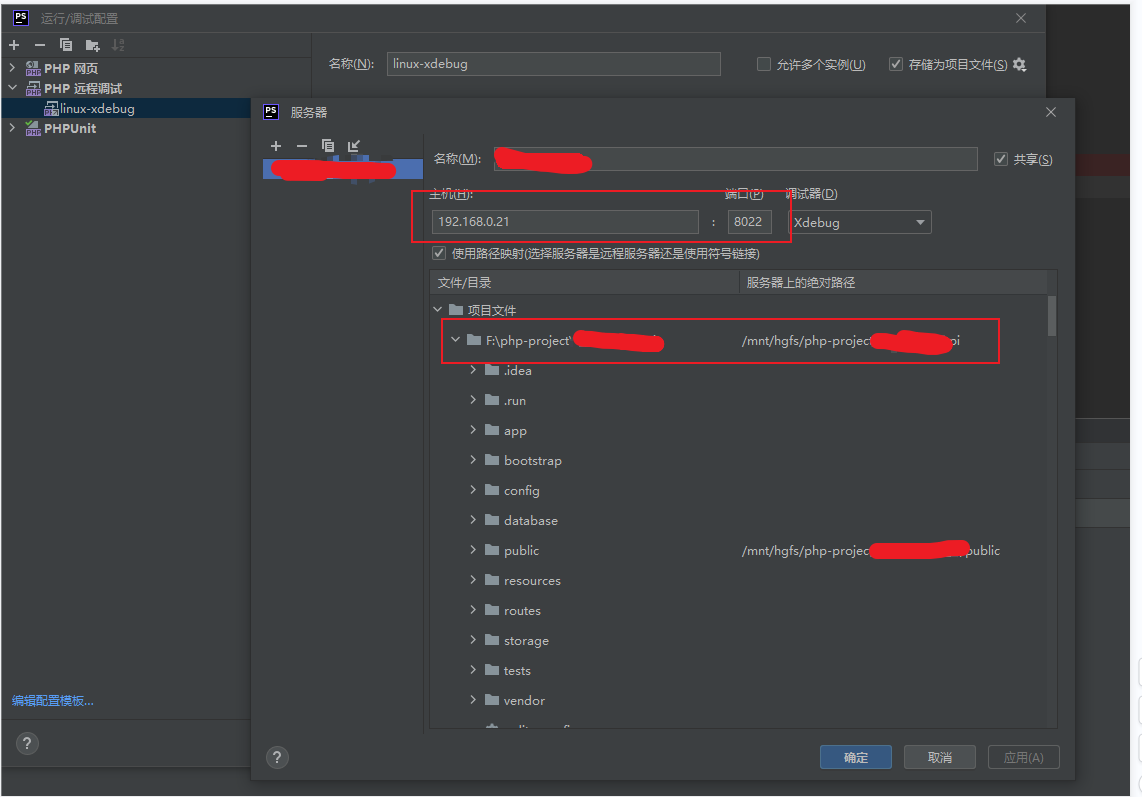 PS 运行/调试配置
PHP 网页
PHP 远程调试
linux-xdebug
PHPUnit
名称(N): linux-xdebug 允许多个实例(U) 存储为项目文件(S)
PS 服务器
名称(M): 共享(S)
主机(H): 端口(P) 调试器(D)
192.168.0.21 : 8022 Xdebug
使用路径映射(选择服务器是远程服务器还是使用符号链接)
文件/目录 服务器上的绝对路径
项目文件
F:\php-project\ /mnt/hgfs/php-project pi
.idea
.run
app
bootstrap
config
database
public /mnt/hgfs/php-projec public
resources
routes
storage
tests
vendor
编辑配置模板...
?
? 确定 取消 应用(A)